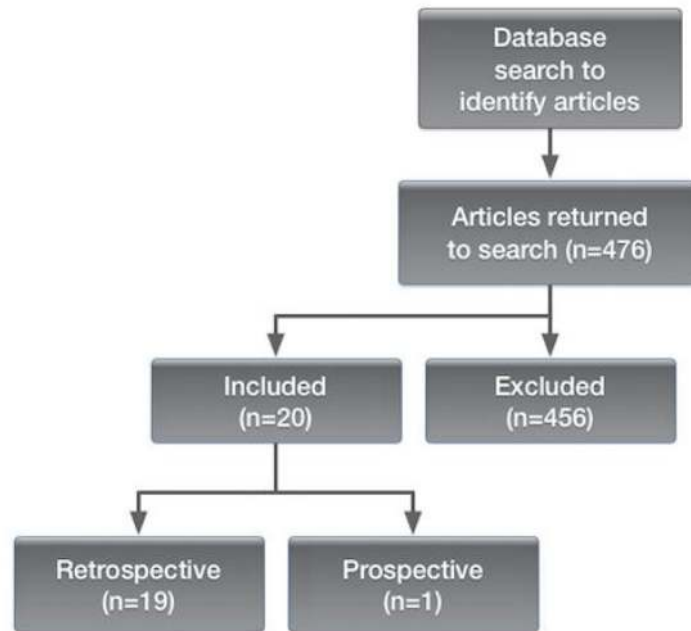 Database
search to
identify articles
Articles returned
to search (n=476)
Included
(n=20)
Excluded
(n=456)
Retrospective
(n=19)
Prospective
(n=1)